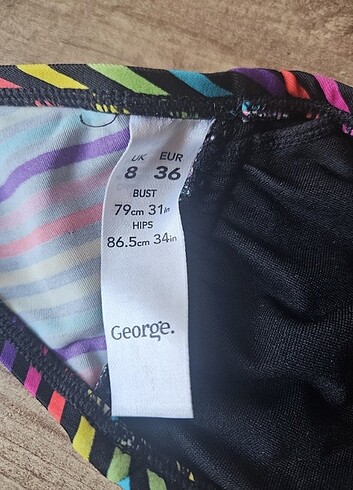 UK EUR
8 36
BUST
79cm 31in
HIPS
86.5cm 34in
George.